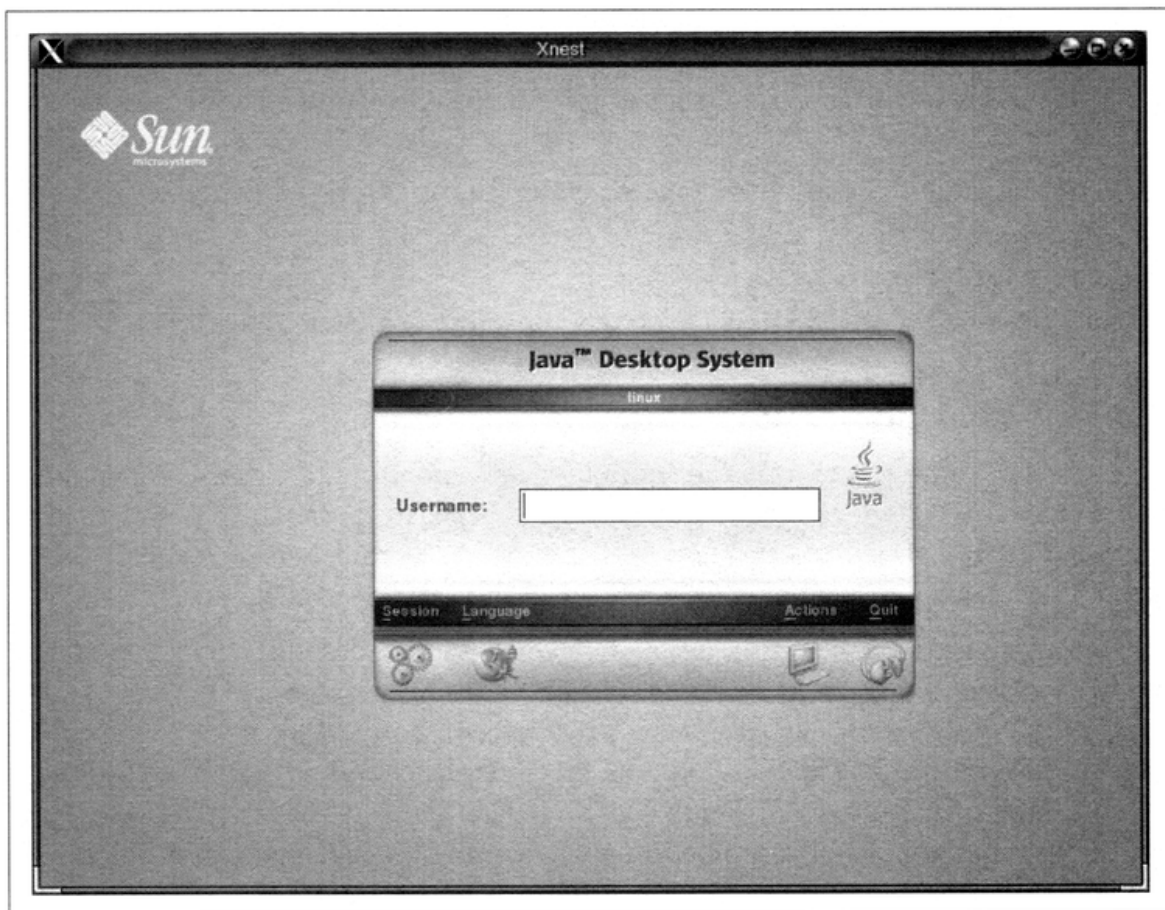 X Xnest
Sun
microsystems
Java™ Desktop System
linux
Username:
Java
Session Language Actions Quit